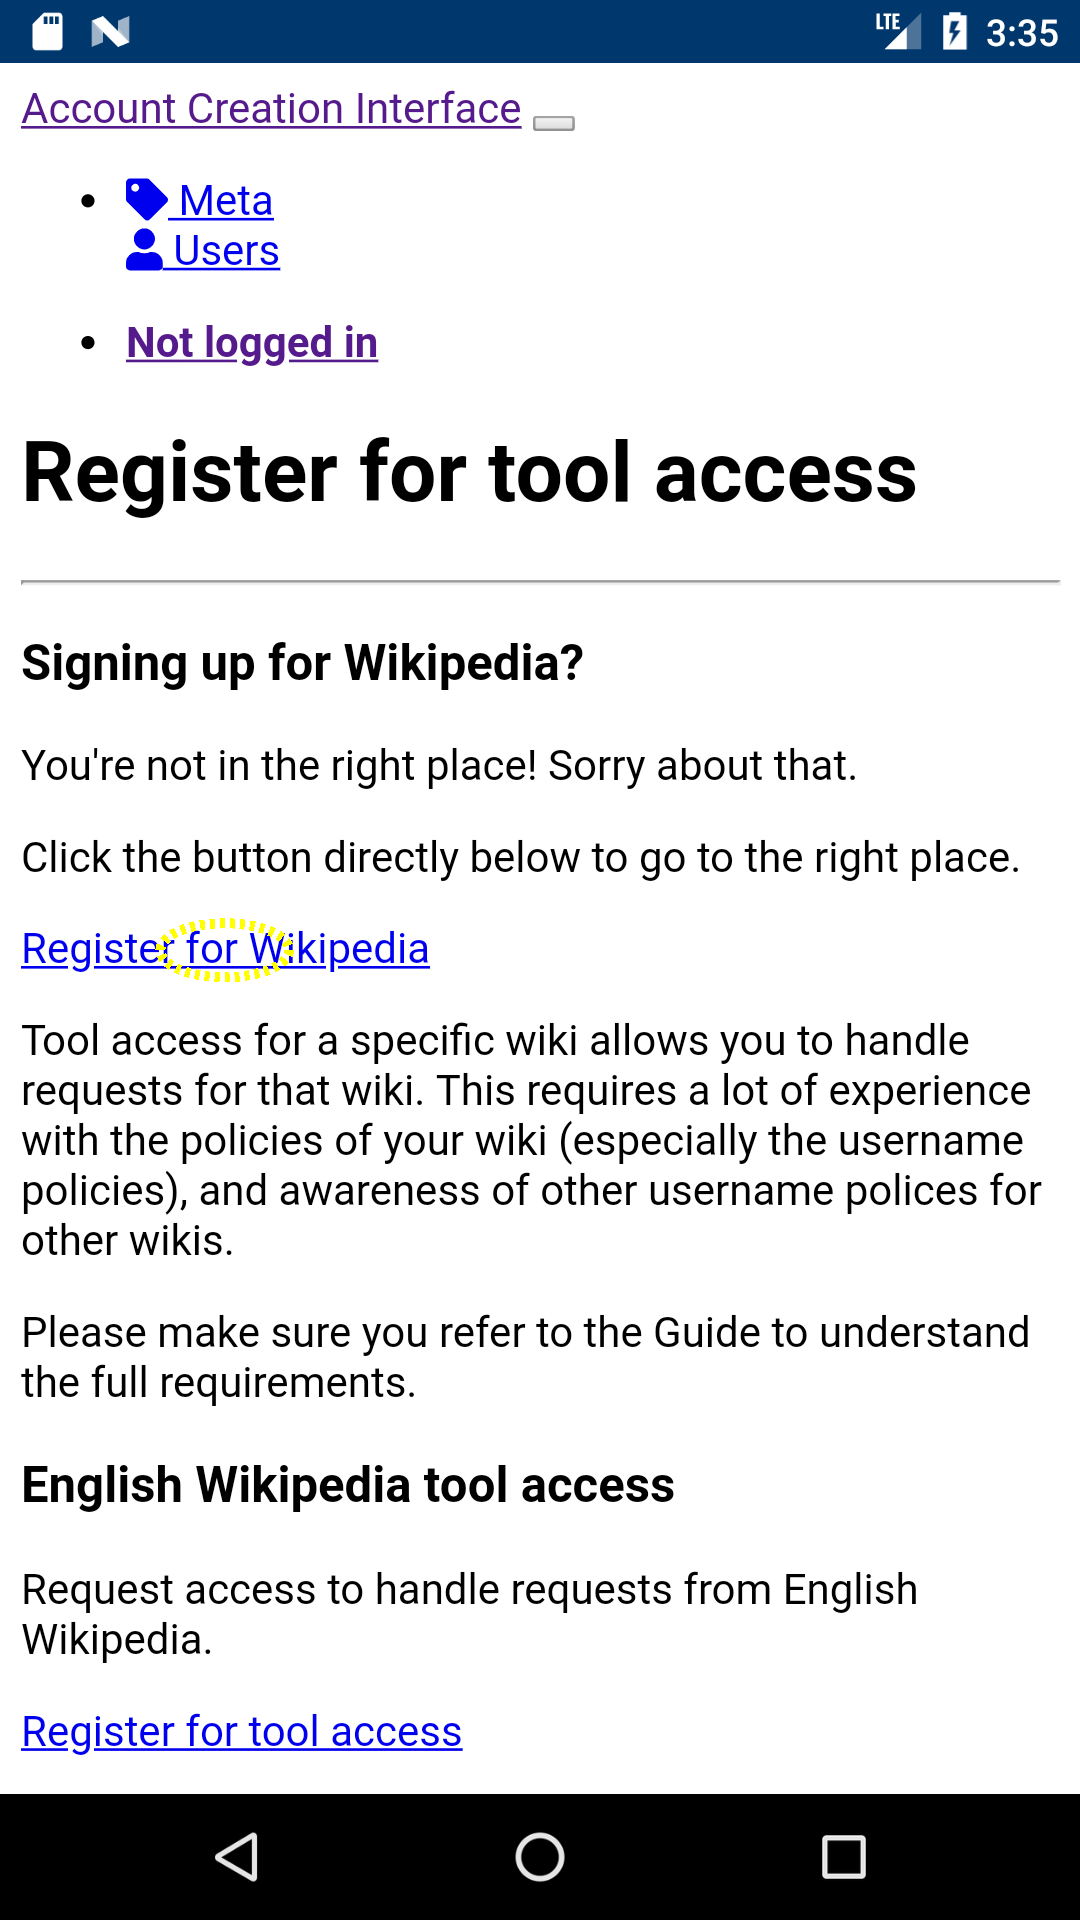 LTE 3:35
Account Creation Interface
Meta
Users
Not logged in
Register for tool access
Signing up for Wikipedia?
You're not in the right place! Sorry about that.
Click the button directly below to go to the right place.
Register for Wikipedia
Tool access for a specific wiki allows you to handle
requests for that wiki. This requires a lot of experience
with the policies of your wiki (especially the username
policies), and awareness of other username polices for
other wikis.
Please make sure you refer to the Guide to understand
the full requirements.
English Wikipedia tool access
Request access to handle requests from English
Wikipedia.
Register for tool access